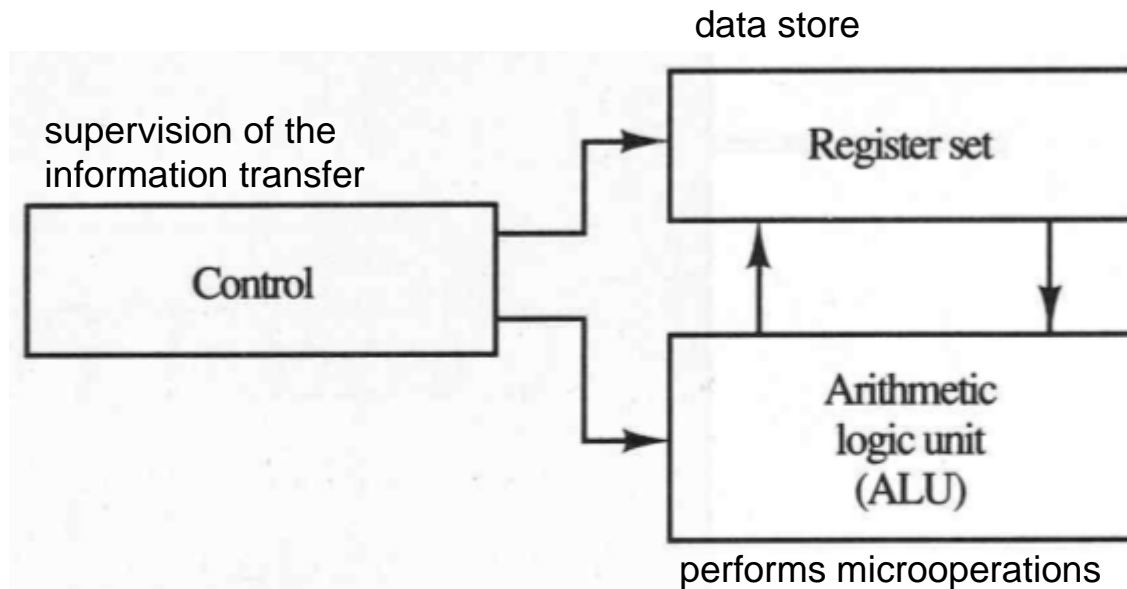 data store
Register set
supervision of the
information transfer
Control
Arithmetic
logic unit
(ALU)
performs microoperations